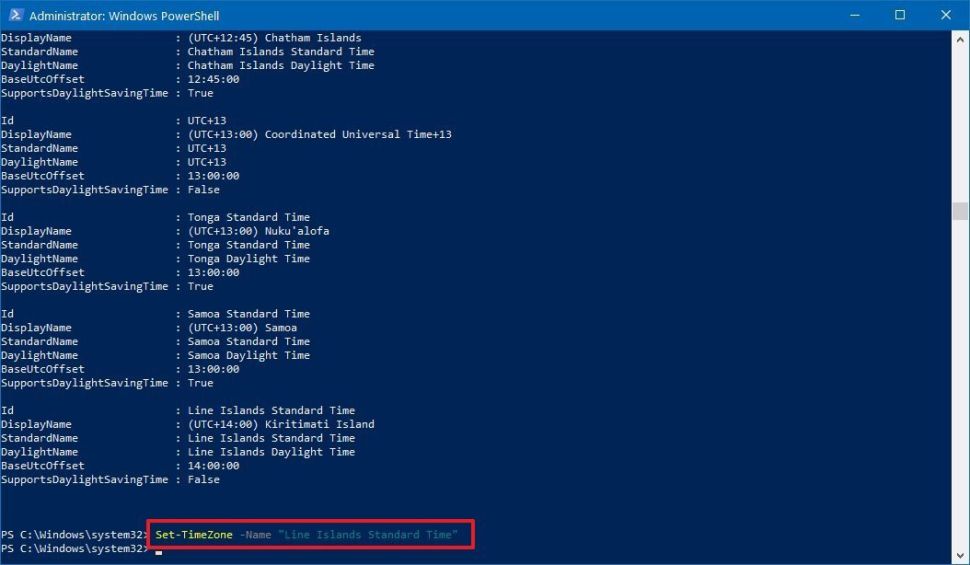 Administrator: Windows PowerShell
DisplayName : (UTC+12:45) Chatham Islands
StandardName : Chatham Islands Standard Time
DaylightName : Chatham Islands Daylight Time
BaseUtcOffset : 12:45:00
SupportsDaylightSavingTime : True
Id : UTC+13
DisplayName : (UTC+13:00) Coordinated Universal Time+13
StandardName : UTC+13
DaylightName : UTC+13
BaseUtcOffset : 13:00:00
SupportsDaylightSavingTime : False
Id : Tonga Standard Time
DisplayName : (UTC+13:00) Nuku'alofa
StandardName : Tonga Standard Time
DaylightName : Tonga Daylight Time
BaseUtcOffset : 13:00:00
SupportsDaylightSavingTime : True
Id : Samoa Standard Time
DisplayName : (UTC+13:00) Samoa
StandardName : Samoa Standard Time
DaylightName : Samoa Daylight Time
BaseUtcOffset : 13:00:00
SupportsDaylightSavingTime : True
Id : Line Islands Standard Time
DisplayName : (UTC+14:00) Kiritimati Island
StandardName : Line Islands Standard Time
DaylightName : Line Islands Daylight Time
BaseUtcOffset : 14:00:00
SupportsDaylightSavingTime : False
PS C:\Windows\system32> Set-TimeZone -Name "Line Islands Standard Time"
PS C:\Windows\system32>